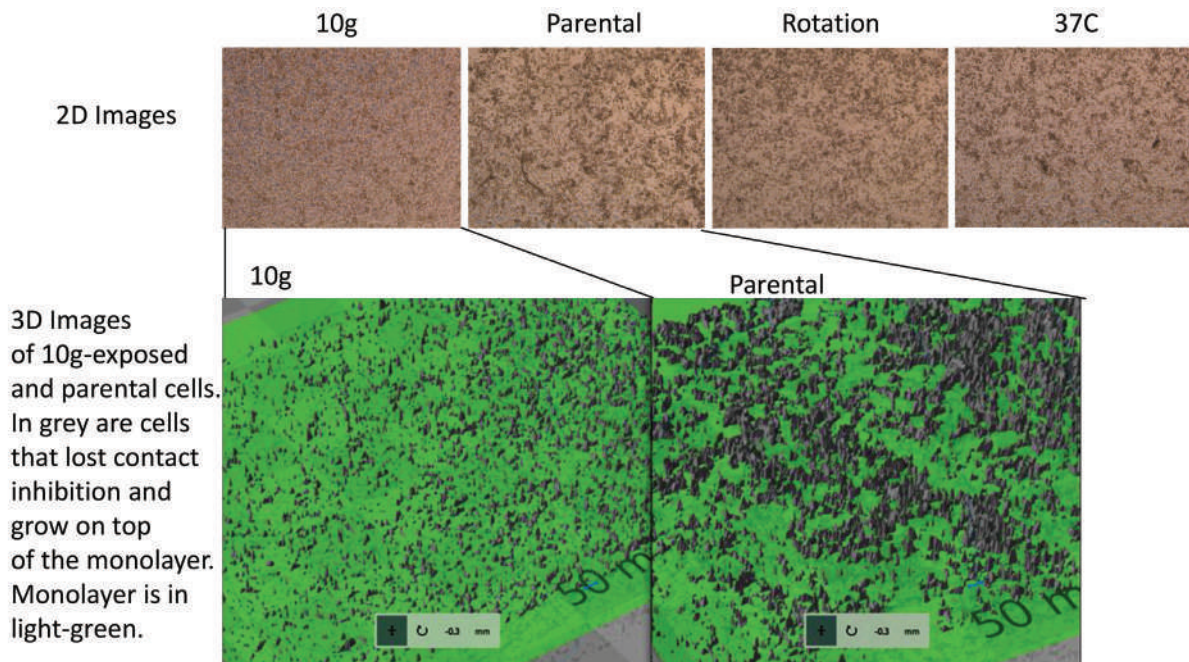 10g Parental Rotation 37C
2D Images
10g Parental
3D Images
of 10g-exposed
and parental cells.
In grey are cells
that lost contact
inhibition and
grow on top
of the monolayer.
Monolayer is in
light-green.
50 m
-0.3 mm
50 m
-0.3 mm